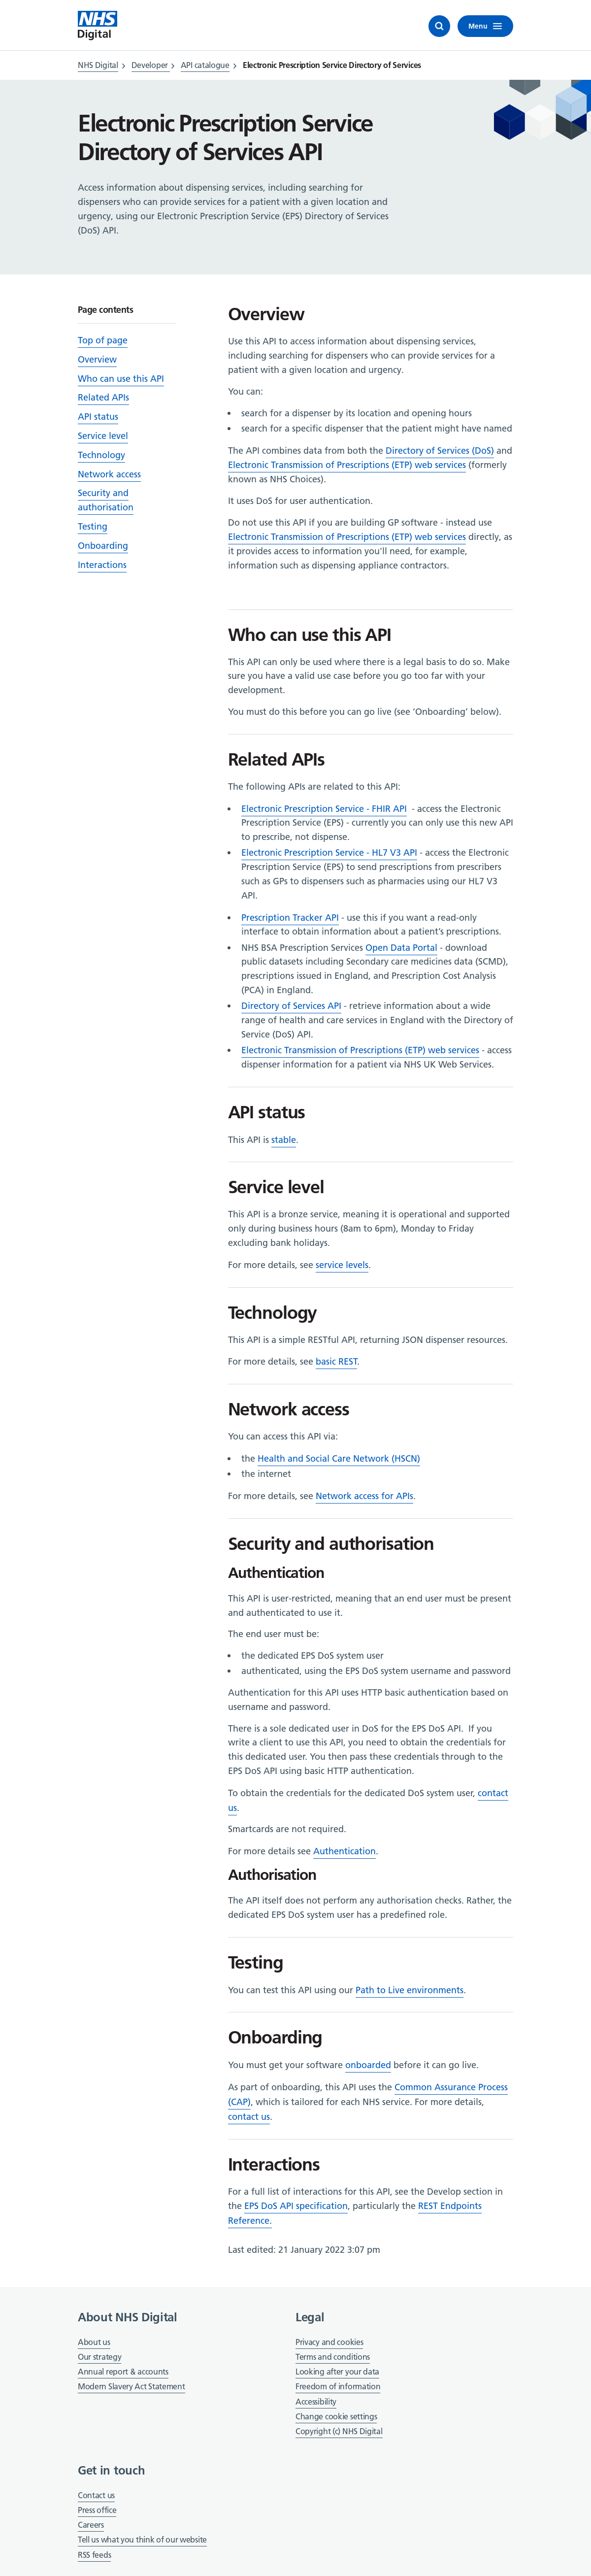 NHS
Digital
Menu
NHS Digital > Developer > API catalogue > Electronic Prescription Service Directory of Services
Electronic Prescription Service
Directory of Services API
Access information about dispensing services, including searching for
dispensers who can provide services for a patient with a given location and
urgency, using our Electronic Prescription Service (EPS) Directory of Services
(DoS) API.
Page contents
Top of page
Overview
Who can use this API
Related APIs
API status
Service level
Technology
Network access
Security and
authorisation
Testing
Onboarding
Interactions
Overview
Use this API to access information about dispensing services,
including searching for dispensers who can provide services for a
patient with a given location and urgency.
You can:
• search for a dispenser by its location and opening hours
• search for a specific dispenser that the patient might have named
The API combines data from both the Directory of Services (DoS) and
Electronic Transmission of Prescriptions (ETP) web services (formerly
known as NHS Choices).
It uses DoS for user authentication.
Do not use this API if you are building GP software - instead use
Electronic Transmission of Prescriptions (ETP) web services directly, as
it provides access to information you'll need, for example,
information such as dispensing appliance contractors.
Who can use this API
This API can only be used where there is a legal basis to do so. Make
sure you have a valid use case before you go too far with your
development.
You must do this before you can go live (see ‘Onboarding’ below).
Related APIs
The following APIs are related to this API:
• Electronic Prescription Service - FHIR API - access the Electronic
Prescription Service (EPS) - currently you can only use this new API
to prescribe, not dispense.
• Electronic Prescription Service - HL7 V3 API - access the Electronic
Prescription Service (EPS) to send prescriptions from prescribers
such as GPs to dispensers such as pharmacies using our HL7 V3
API.
• Prescription Tracker API - use this if you want a read-only
interface to obtain information about a patient’s prescriptions.
• NHS BSA Prescription Services Open Data Portal - download
public datasets including Secondary care medicines data (SCMD),
prescriptions issued in England, and Prescription Cost Analysis
(PCA) in England.
• Directory of Services API - retrieve information about a wide
range of health and care services in England with the Directory of
Service (DoS) API.
• Electronic Transmission of Prescriptions (ETP) web services - access
dispenser information for a patient via NHS UK Web Services.
API status
This API is stable.
Service level
This API is a bronze service, meaning it is operational and supported
only during business hours (8am to 6pm), Monday to Friday
excluding bank holidays.
For more details, see service levels.
Technology
This API is a simple RESTful API, returning JSON dispenser resources.
For more details, see basic REST.
Network access
You can access this API via:
• the Health and Social Care Network (HSCN)
• the internet
For more details, see Network access for APIs.
Security and authorisation
Authentication
This API is user-restricted, meaning that an end user must be present
and authenticated to use it.
The end user must be:
• the dedicated EPS DoS system user
• authenticated, using the EPS DoS system username and password
Authentication for this API uses HTTP basic authentication based on
username and password.
There is a sole dedicated user in DoS for the EPS DoS API. If you
write a client to use this API, you need to obtain the credentials for
this dedicated user. You then pass these credentials through to the
EPS DoS API using basic HTTP authentication.
To obtain the credentials for the dedicated DoS system user, contact
us.
Smartcards are not required.
For more details see Authentication.
Authorisation
The API itself does not perform any authorisation checks. Rather, the
dedicated EPS DoS system user has a predefined role.
Testing
You can test this API using our Path to Live environments.
Onboarding
You must get your software onboarded before it can go live.
As part of onboarding, this API uses the Common Assurance Process
(CAP), which is tailored for each NHS service. For more details,
contact us.
Interactions
For a full list of interactions for this API, see the Develop section in
the EPS DoS API specification, particularly the REST Endpoints
Reference.
Last edited: 21 January 2022 3:07 pm
About NHS Digital
About us
Our strategy
Annual report & accounts
Modern Slavery Act Statement
Legal
Privacy and cookies
Terms and conditions
Looking after your data
Freedom of information
Accessibility
Change cookie settings
Copyright (c) NHS Digital
Get in touch
Contact us
Press office
Careers
Tell us what you think of our website
RSS feeds